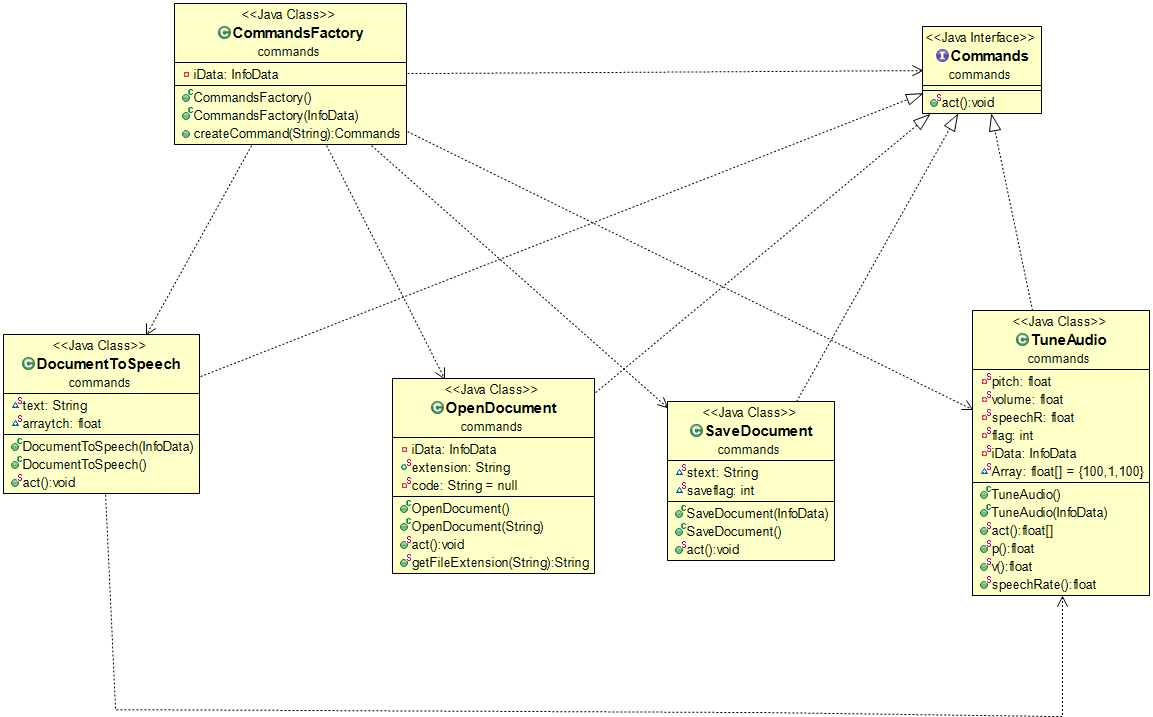 <<Java Class>>
CommandsFactory
commands
iData: InfoData
CommandsFactory()
CommandsFactory(InfoData)
createCommand(String):Commands
<<Java Interface>>
Commands
commands
act():void
<<Java Class>>
DocumentToSpeech
commands
text: String
arraytch: float
DocumentToSpeech(InfoData)
DocumentToSpeech()
act():void
<<Java Class>>
OpenDocument
commands
iData: InfoData
extension: String
code: String = null
OpenDocument()
OpenDocument(String)
act():void
getFileExtension(String):String
<<Java Class>>
SaveDocument
commands
stext: String
saveflag: int
SaveDocument(InfoData)
SaveDocument()
act():void
<<Java Class>>
TuneAudio
commands
pitch: float
volume: float
speechR: float
flag: int
iData: InfoData
Array: float[] = {100,1,100}
TuneAudio()
TuneAudio(InfoData)
act():float[]
p():float
v():float
speechRate():float